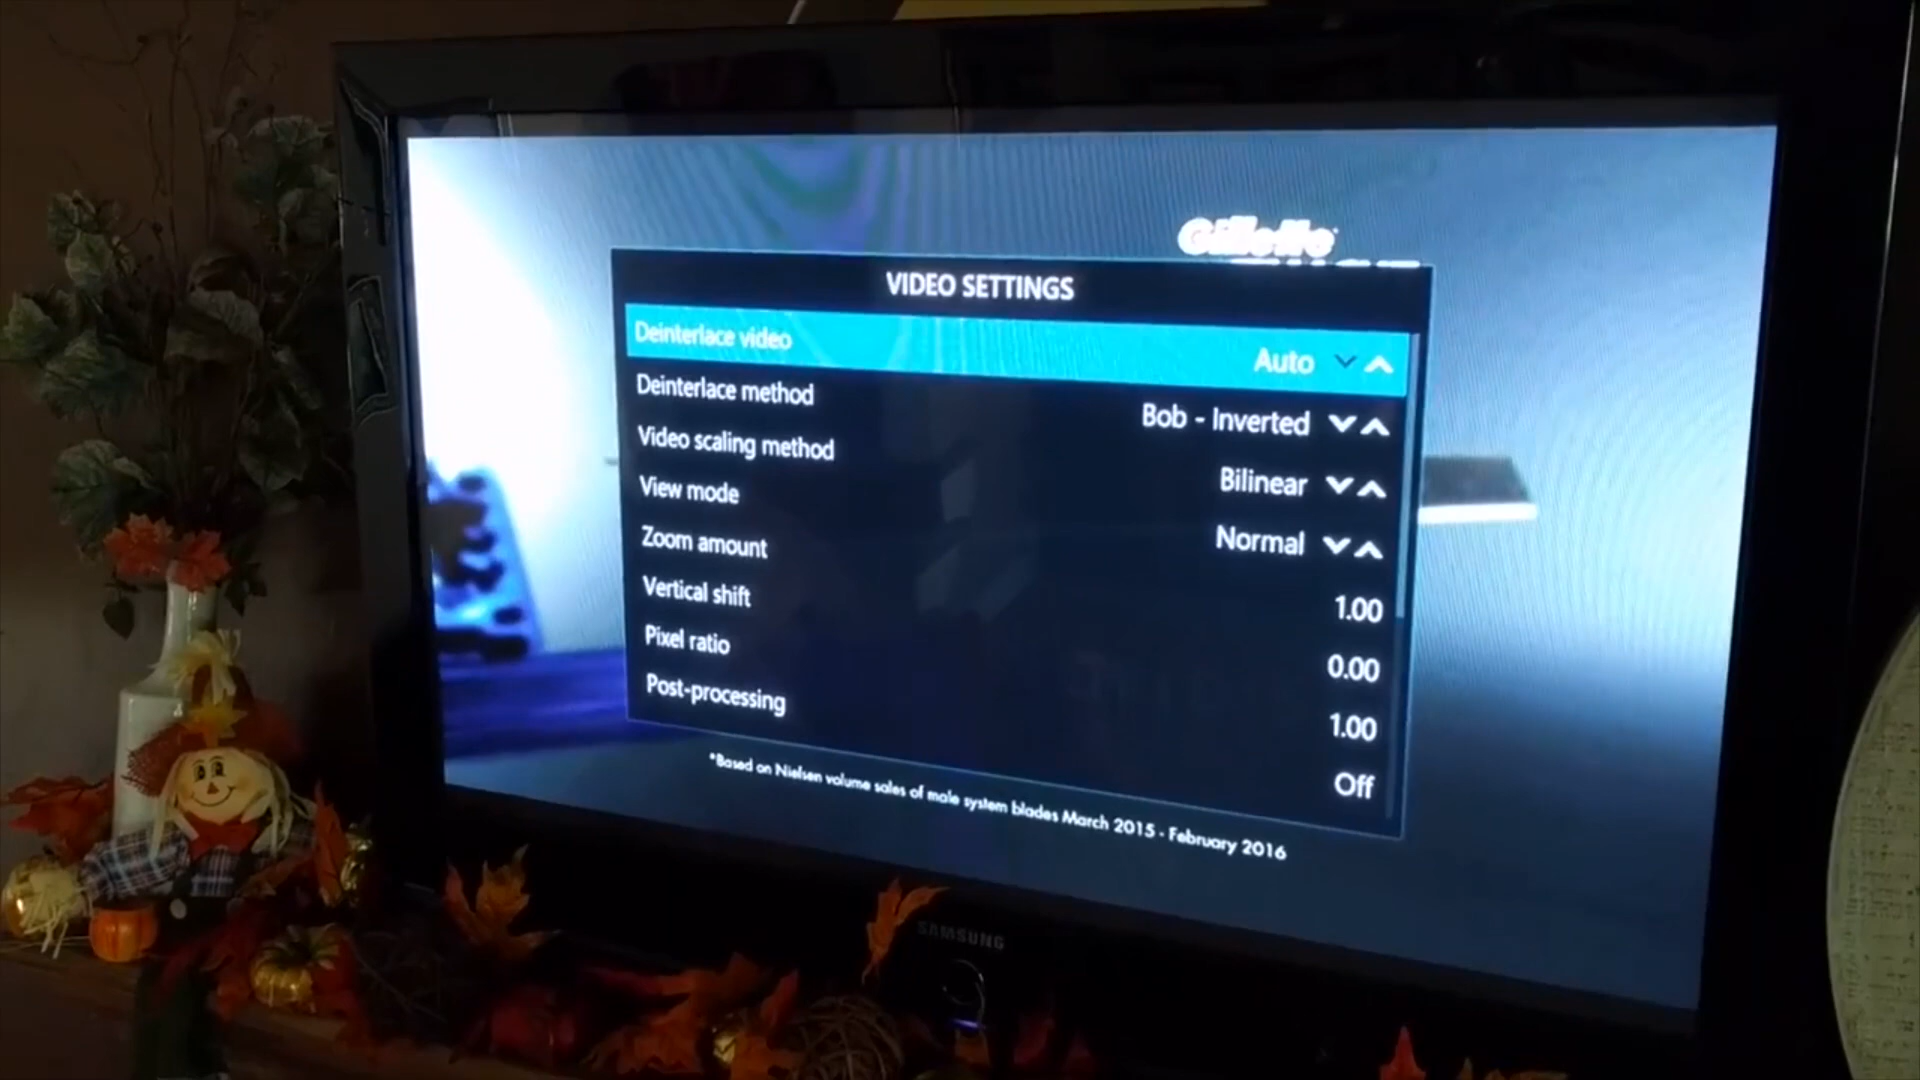 Gillette
VIDEO SETTINGS
Deinterlace video Auto
Deinterlace method Bob - Inverted
Video scaling method Bilinear
View mode Normal
Zoom amount 1.00
Vertical shift 0.00
Pixel ratio 1.00
Post-processing Off
*Based on Nielsen volume sales of male system blades March 2015 - February 2016
SAMSUNG